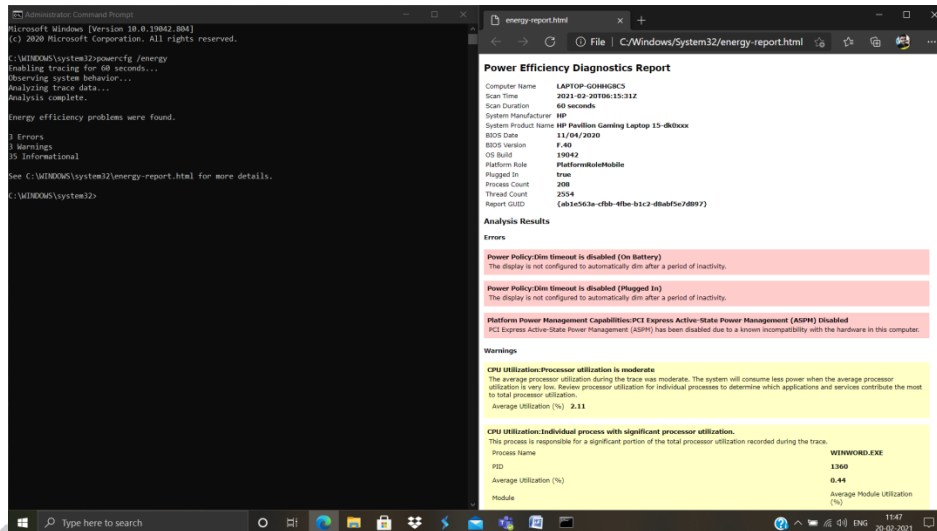 Administrator: Command Prompt
Microsoft Windows [Version 10.0.19042.804]
(c) 2020 Microsoft Corporation. All rights reserved.
C:\WINDOWS\system32>powercfg /energy
Enabling tracing for 60 seconds...
Observing system behavior...
Analyzing trace data...
Analysis complete.
Energy efficiency problems were found.
3 Errors
3 Warnings
35 Informational
See C:\WINDOWS\system32\energy-report.html for more details.
C:\WINDOWS\system32>
energy-report.html
File | C:/Windows/System32/energy-report.html
Power Efficiency Diagnostics Report
Computer Name LAPTOP-GOHHG8C5
Scan Time 2021-02-20T06:15:31Z
Scan Duration 60 seconds
System Manufacturer HP
System Product Name HP Pavilion Gaming Laptop 15-dk0xxx
BIOS Date 11/04/2020
BIOS Version F.40
OS Build 19042
Platform Role PlatformRoleMobile
Plugged In true
Process Count 208
Thread Count 2554
Report GUID {ab1e563a-cfbb-4fbe-b1c2-d8abf5e7d897}
Analysis Results
Errors
Power Policy:Dim timeout is disabled (On Battery)
The display is not configured to automatically dim after a period of inactivity.
Power Policy:Dim timeout is disabled (Plugged In)
The display is not configured to automatically dim after a period of inactivity.
Platform Power Management Capabilities:PCI Express Active-State Power Management (ASPM) Disabled
PCI Express Active-State Power Management (ASPM) has been disabled due to a known incompatibility with the hardware in this computer.
Warnings
CPU Utilization:Processor utilization is moderate
The average processor utilization during the trace was moderate. The system will consume less power when the average processor
utilization is very low. Review processor utilization for individual processes to determine which applications and services contribute the most
to total processor utilization.
Average Utilization (%) 2.11
CPU Utilization:Individual process with significant processor utilization.
This process is responsible for a significant portion of the total processor utilization recorded during the trace.
Process Name WINWORD.EXE
PID 1360
Average Utilization (%) 0.44
Module Average Module Utilization
(%)
Type here to search
ENG
11:47
20-02-2021